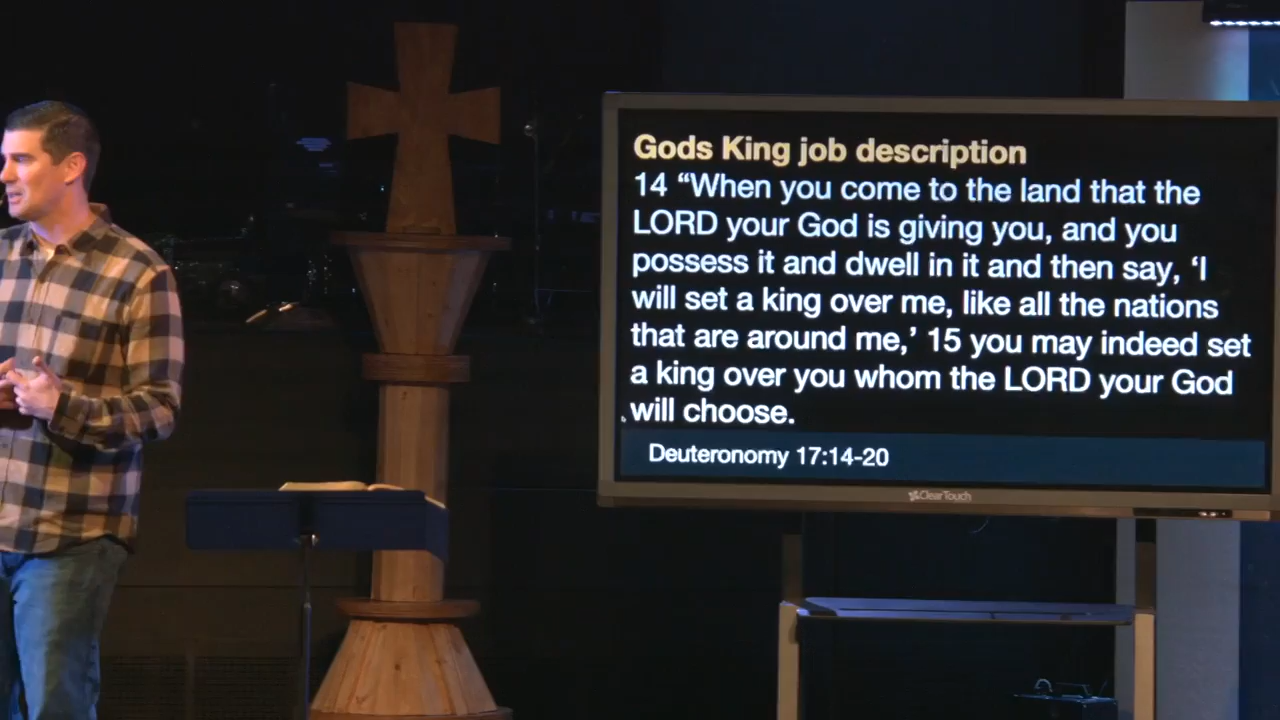 Gods King job description
14 “When you come to the land that the
LORD your God is giving you, and you
possess it and dwell in it and then say, ‘I
will set a king over me, like all the nations
that are around me,’ 15 you may indeed set
a king over you whom the LORD your God
will choose.
Deuteronomy 17:14-20
ClearTouch